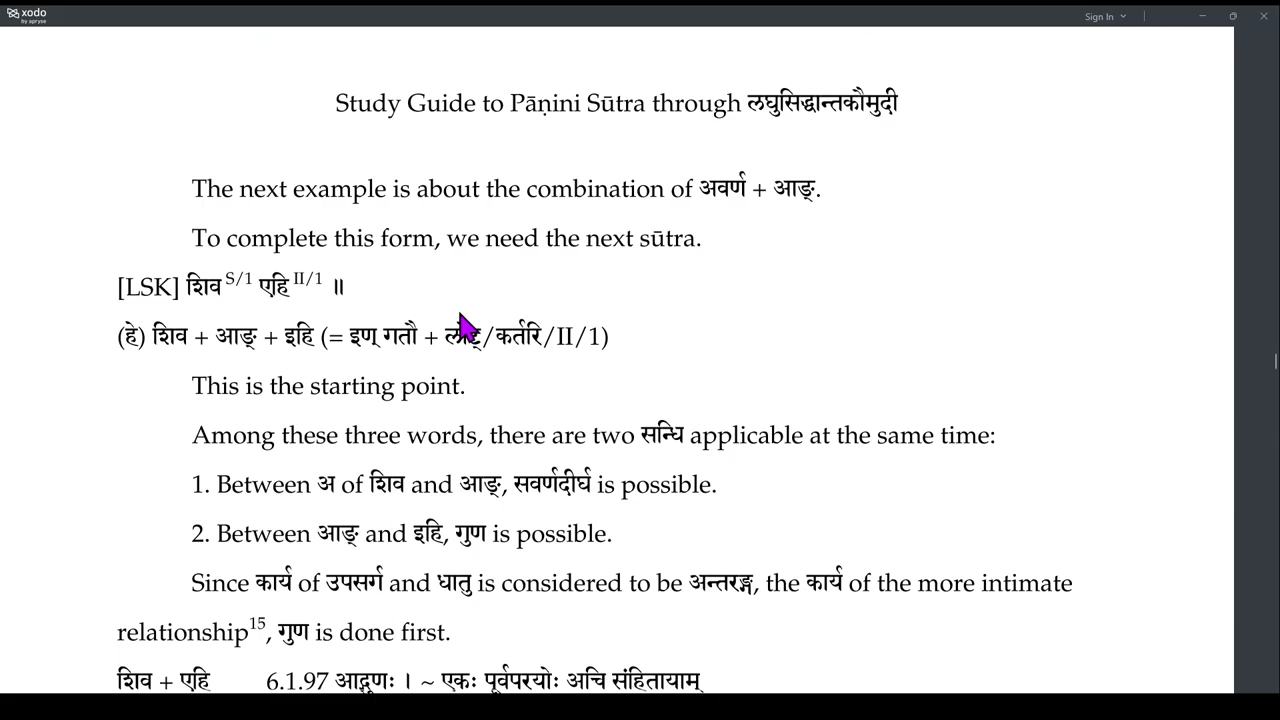 xodo
by apryse
Sign In
Study Guide to Pāṇini Sūtra through लघुसिद्धान्तकौमुदी
The next example is about the combination of अवर्ण + आङ्.
To complete this form, we need the next sūtra.
[LSK] शिव S/1 एहि II/1 ॥
(हे) शिव + आङ् + इहि (= इण् गतौ + लोट्/कर्तरि/II/1)
This is the starting point.
Among these three words, there are two सन्धि applicable at the same time:
1. Between अ of शिव and आङ्, सवर्णदीर्घ is possible.
2. Between आङ् and इहि, गुण is possible.
Since कार्य of उपसर्ग and धातु is considered to be अन्तरङ्ग, the कार्य of the more intimate
relationship15, गुण is done first.
शिव + एहि 6.1.97 आद्गुणः । ~ एकः पूर्वपरयोः अचि संहितायाम्